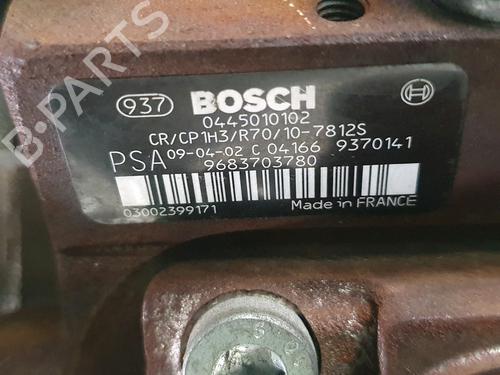 B-PARTS
937 BOSCH
0445010102
CR/CP1H3/R70/10-7812S
PSA 09-04-02 C 04166 9370141
9683703780
03002399171 Made in FRANCE